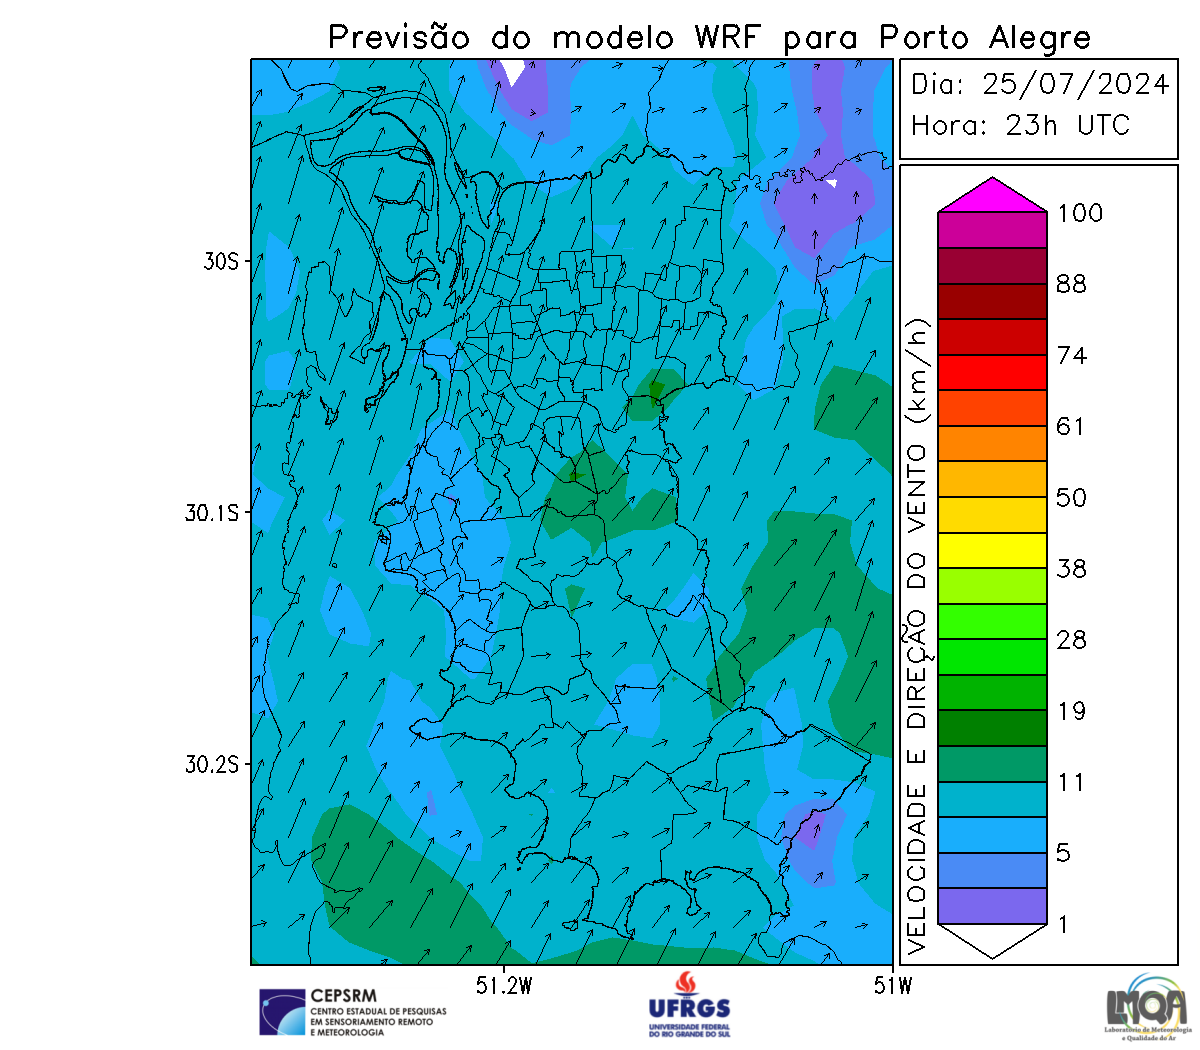 Previsão do modelo WRF para Porto Alegre
Dia: 25/07/2024
Hora: 23h UTC
30S
30.1S
30.2S
51.2W
51W
VELOCIDADE E DIREÇÃO DO VENTO (km/h)
100
88
74
61
50
38
28
19
11
5
1
CEPSRM
CENTRO ESTADUAL DE PESQUISAS
EM SENSORIAMENTO REMOTO
E METEOROLOGIA
UFRGS
UNIVERSIDADE FEDERAL
DO RIO GRANDE DO SUL
LMQA
Laboratório de Meteorologia
e Qualidade do Ar